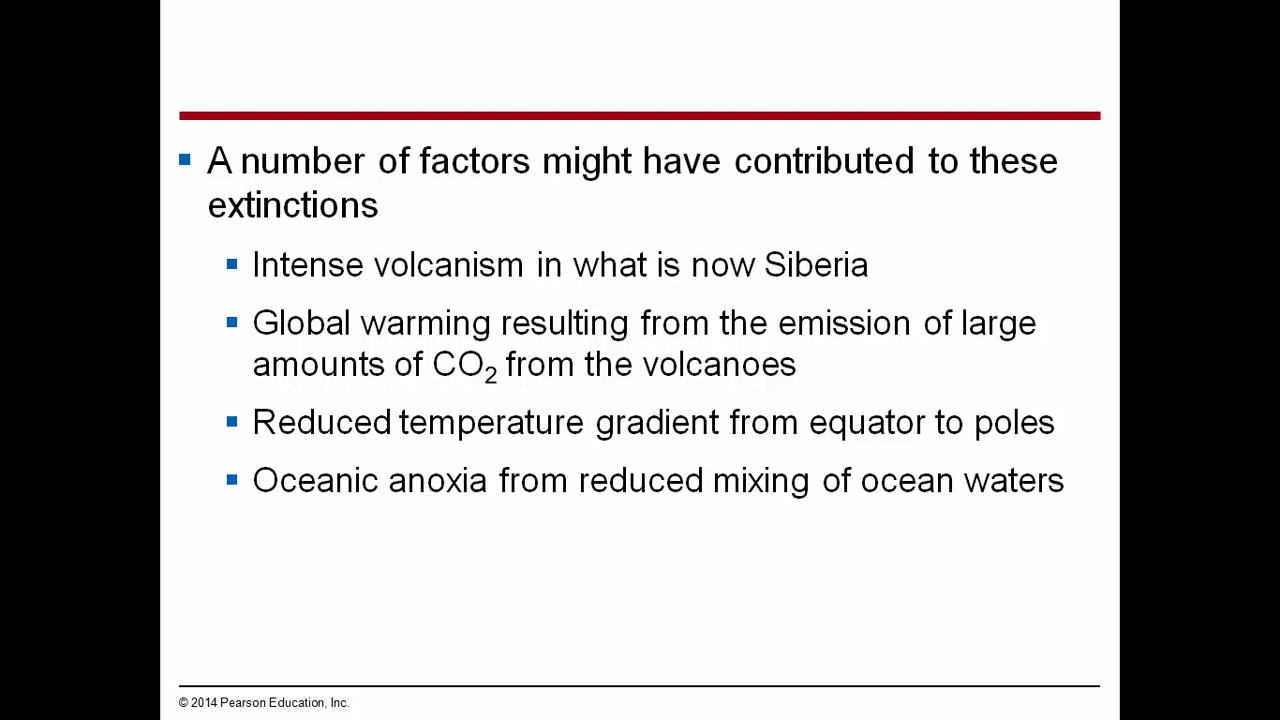 ▪ A number of factors might have contributed to these
extinctions
▪ Intense volcanism in what is now Siberia
▪ Global warming resulting from the emission of large
amounts of CO₂ from the volcanoes
▪ Reduced temperature gradient from equator to poles
▪ Oceanic anoxia from reduced mixing of ocean waters
© 2014 Pearson Education, Inc.